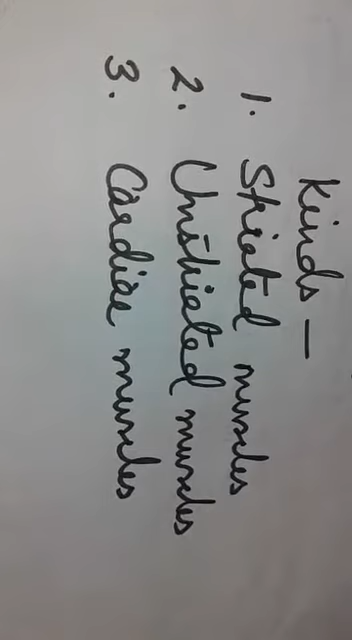 Kinds —
1. Striated muscles
2. Unstriated muscles
3. Cardiac muscles